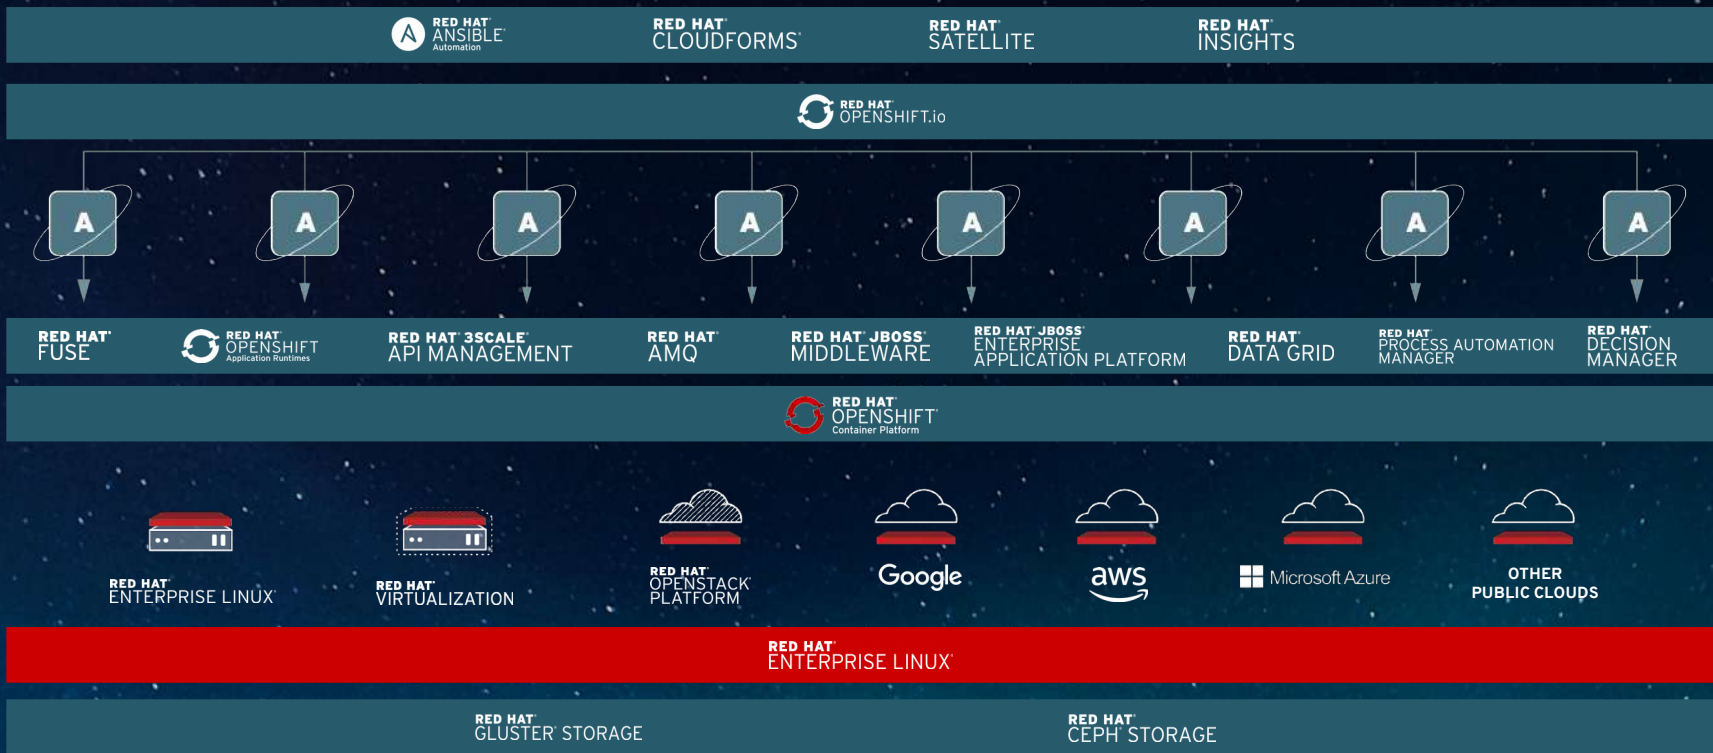 RED HAT®
ANSIBLE®
Automation
RED HAT®
CLOUDFORMS®
RED HAT®
SATELLITE
RED HAT®
INSIGHTS
RED HAT®
OPENSHIFT.io
A
A
A
A
A
A
A
A
RED HAT®
FUSE
RED HAT®
OPENSHIFT
Application Runtimes
RED HAT® 3SCALE®
API MANAGEMENT
RED HAT®
AMQ
RED HAT® JBOSS®
MIDDLEWARE
RED HAT® JBOSS®
ENTERPRISE
APPLICATION PLATFORM
RED HAT®
DATA GRID
RED HAT®
PROCESS AUTOMATION
MANAGER
RED HAT®
DECISION
MANAGER
RED HAT®
OPENSHIFT®
Container Platform
RED HAT®
ENTERPRISE LINUX®
RED HAT®
VIRTUALIZATION
RED HAT®
OPENSTACK®
PLATFORM
Google
aws
Microsoft Azure
OTHER
PUBLIC CLOUDS
RED HAT®
ENTERPRISE LINUX®
RED HAT®
GLUSTER® STORAGE
RED HAT®
CEPH® STORAGE